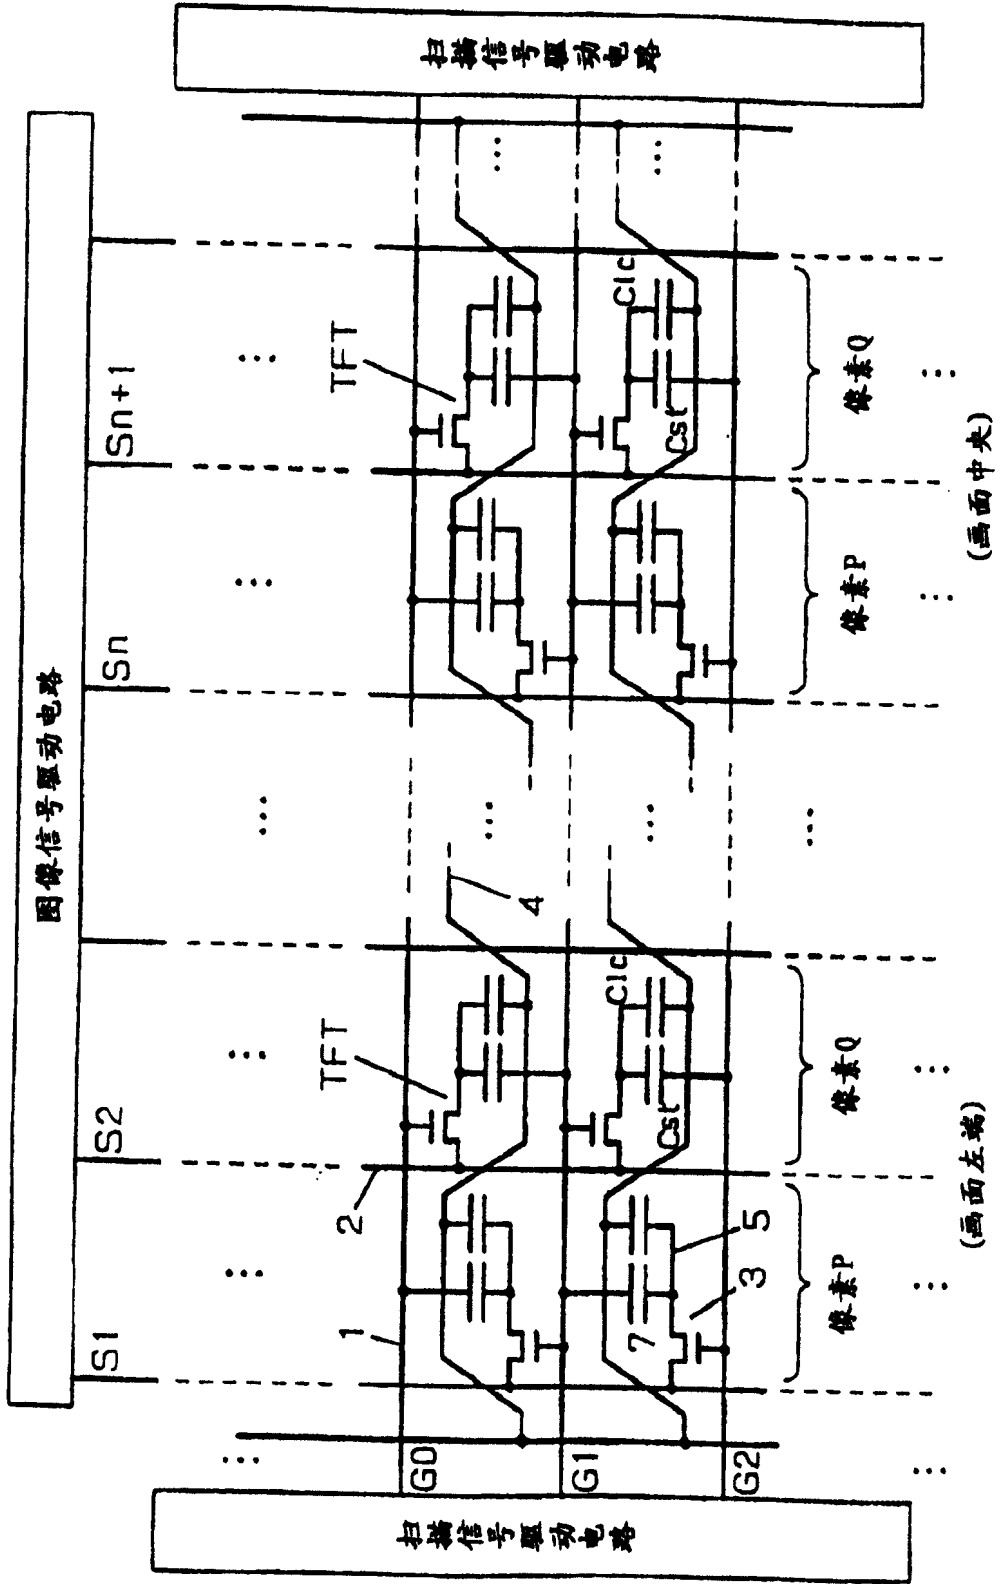 图像信号驱动电路
S1
S2
Sn
Sn+1
扫描信号驱动电路
扫描信号驱动电路
1
2
TFT
TFT
G0
4
G1
Clc
Clc
7
Cst
Cst
5
3
G2
像素P
像素Q
像素P
像素Q
(画面左端)
(画面中央)